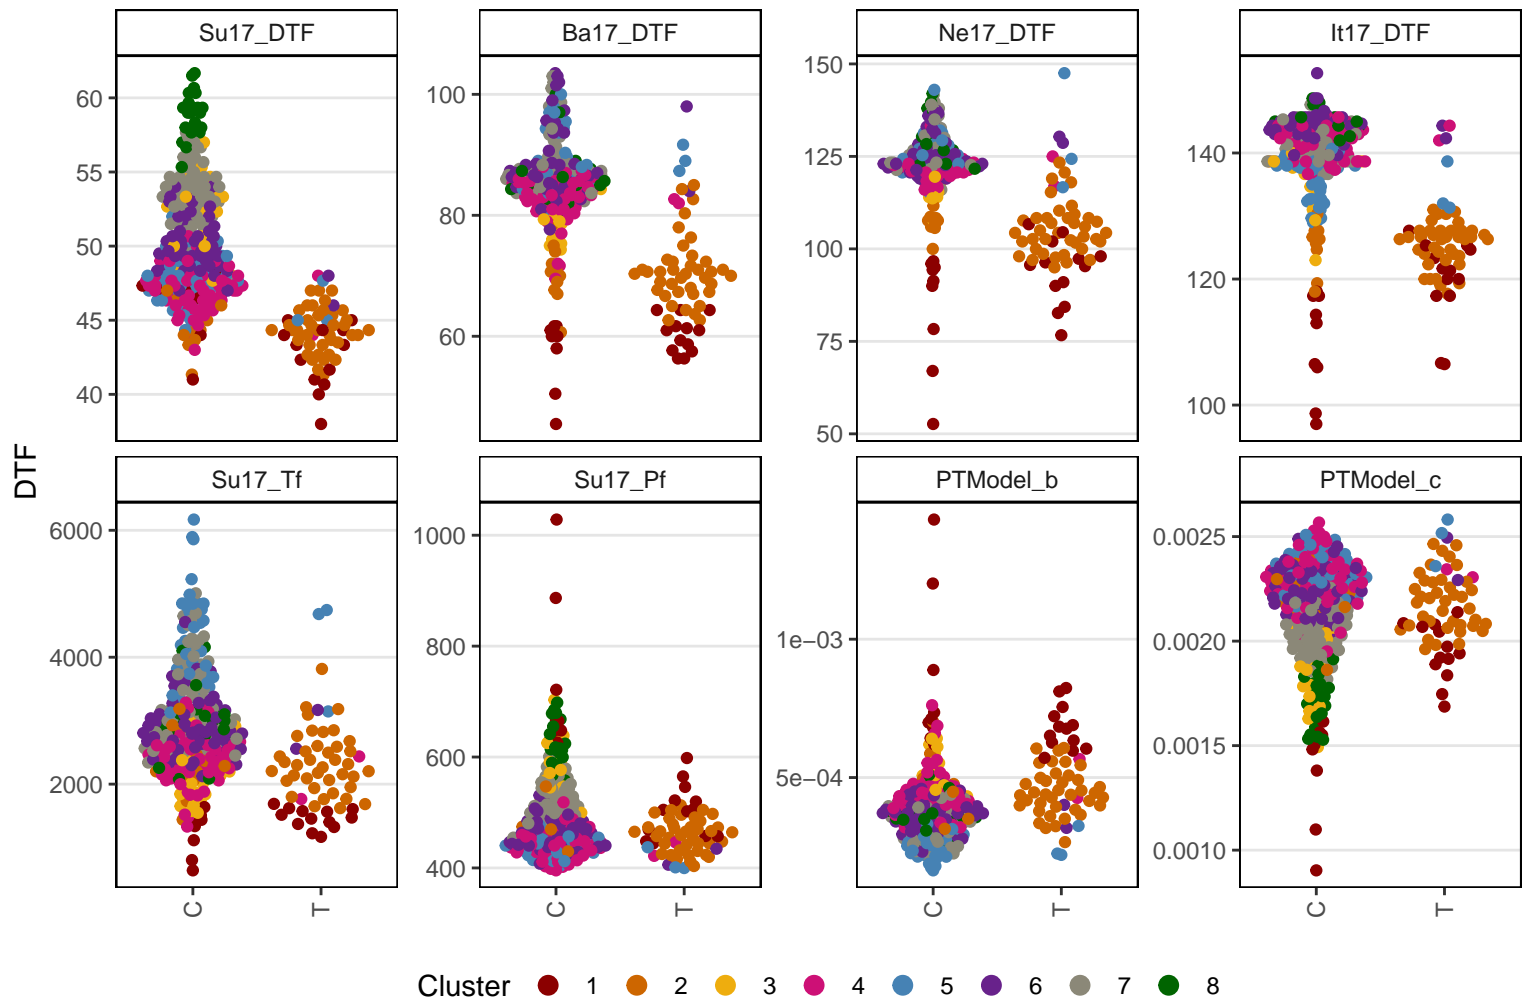 Su17_DTF Ba17_DTF Ne17_DTF It17_DTF
60 55 50 45 40
100 80 60
150 125 100 75 50
140 120 100
DTF
Su17_Tf Su17_Pf PTModel_b PTModel_c
6000 4000 2000
1000 800 600 400
1e−03 5e−04
0.0025 0.0020 0.0015 0.0010
C T C T C T C T
Cluster 1 2 3 4 5 6 7 8